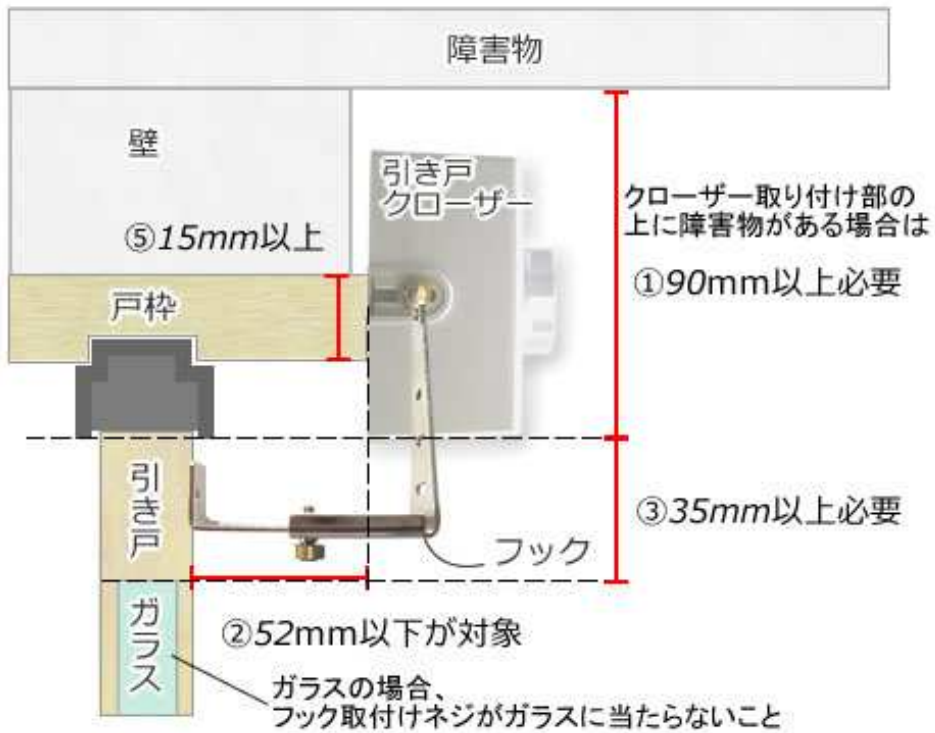 障害物
壁
引き戸
クローザー
クローザー取り付け部の
上に障害物がある場合は
⑤15mm以上
①90mm以上必要
戸枠
引き戸
③35mm以上必要
フック
ガラス
②52mm以下が対象
ガラスの場合、
フック取付けネジがガラスに当たらないこと